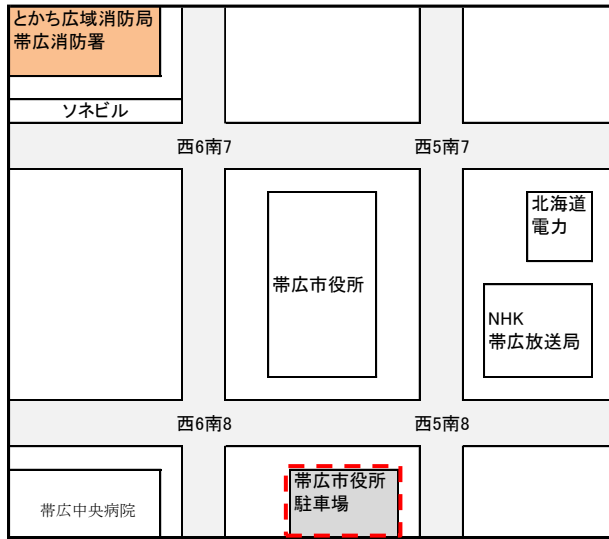 とかち広域消防局
帯広消防署
ソネビル
西6南7
西5南7
北海道
電力
帯広市役所
NHK
帯広放送局
西6南8
西5南8
帯広市役所
駐車場
帯広中央病院